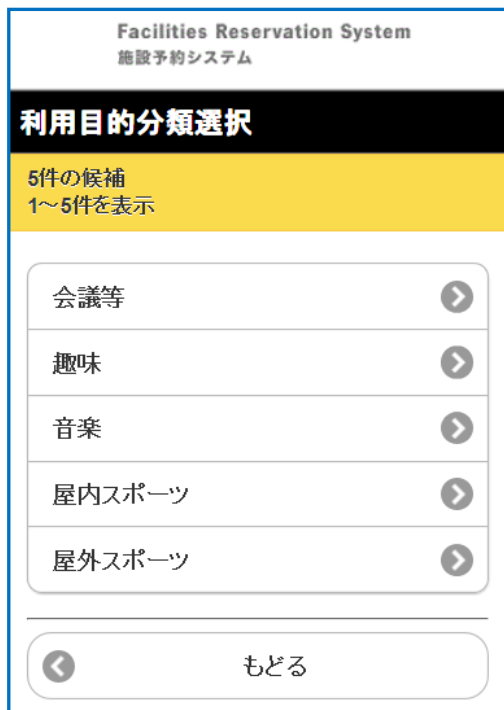 Facilities Reservation System
施設予約システム
利用目的分類選択
5件の候補
1～5件を表示
会議等
趣味
音楽
屋内スポーツ
屋外スポーツ
もどる